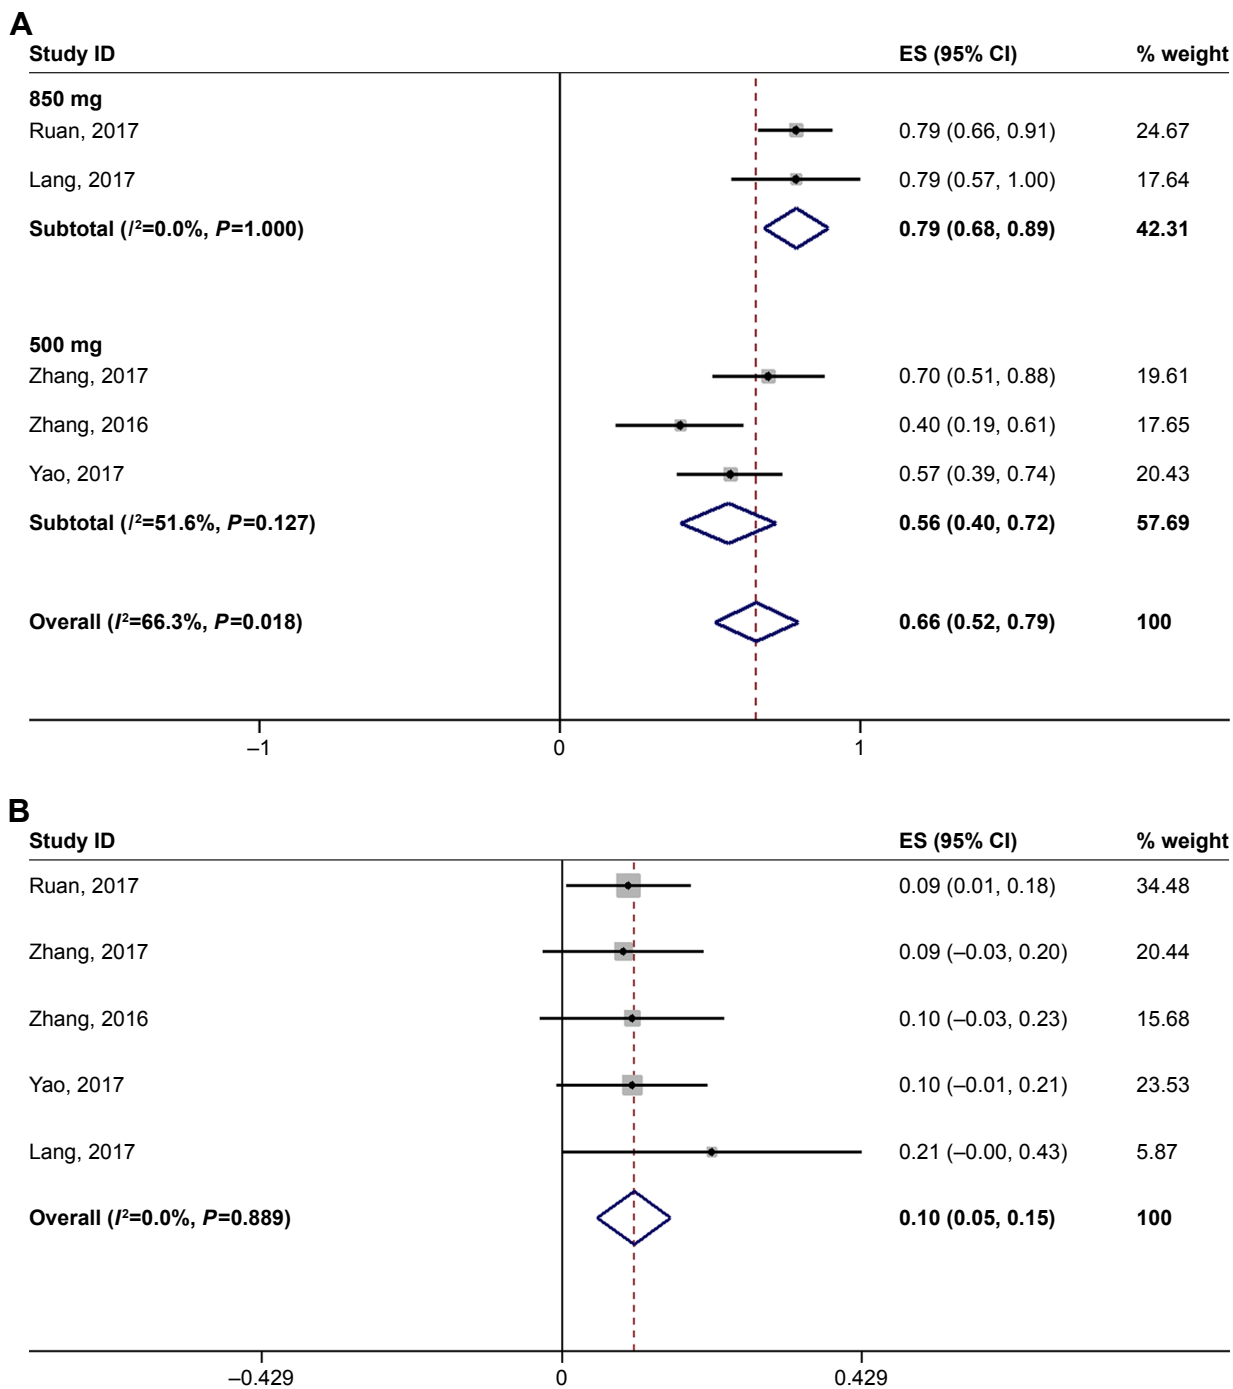 A
Study ID ES (95% CI) % weight
850 mg
Ruan, 2017 0.79 (0.66, 0.91) 24.67
Lang, 2017 0.79 (0.57, 1.00) 17.64
Subtotal (I²=0.0%, P=1.000) 0.79 (0.68, 0.89) 42.31
500 mg
Zhang, 2017 0.70 (0.51, 0.88) 19.61
Zhang, 2016 0.40 (0.19, 0.61) 17.65
Yao, 2017 0.57 (0.39, 0.74) 20.43
Subtotal (I²=51.6%, P=0.127) 0.56 (0.40, 0.72) 57.69
Overall (I²=66.3%, P=0.018) 0.66 (0.52, 0.79) 100
–1 0 1
B
Study ID ES (95% CI) % weight
Ruan, 2017 0.09 (0.01, 0.18) 34.48
Zhang, 2017 0.09 (–0.03, 0.20) 20.44
Zhang, 2016 0.10 (–0.03, 0.23) 15.68
Yao, 2017 0.10 (–0.01, 0.21) 23.53
Lang, 2017 0.21 (–0.00, 0.43) 5.87
Overall (I²=0.0%, P=0.889) 0.10 (0.05, 0.15) 100
–0.429 0 0.429